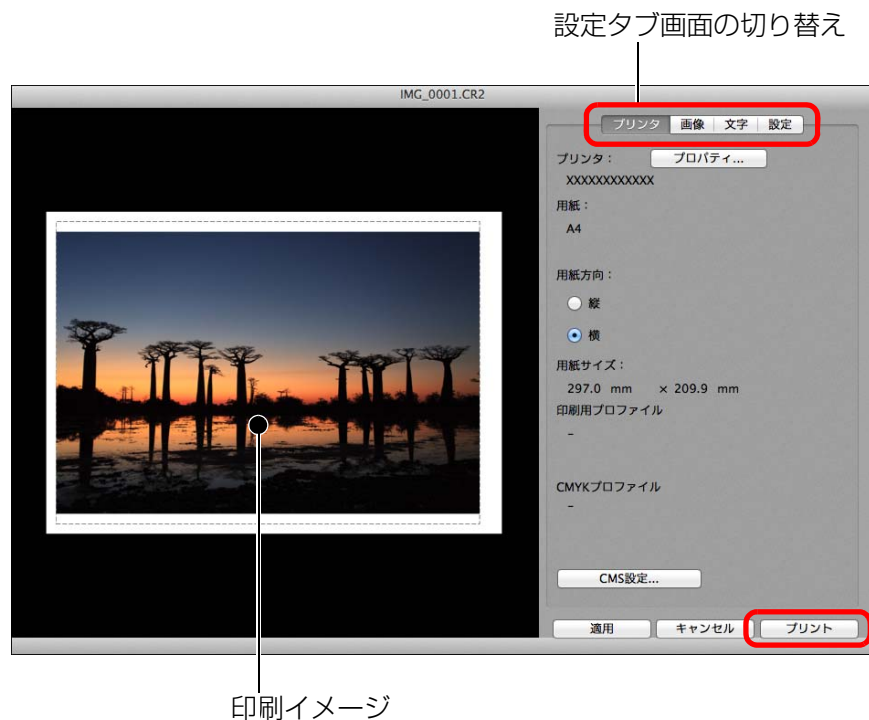 設定タブ画面の切り替え
IMG_0001.CR2
プリンタ 画像 文字 設定
プリンタ： プロパティ...
XXXXXXXXXXXX
用紙：
A4
用紙方向：
縦
横
用紙サイズ：
297.0 mm × 209.9 mm
印刷用プロファイル
–
CMYKプロファイル
–
CMS設定...
適用 キャンセル プリント
印刷イメージ